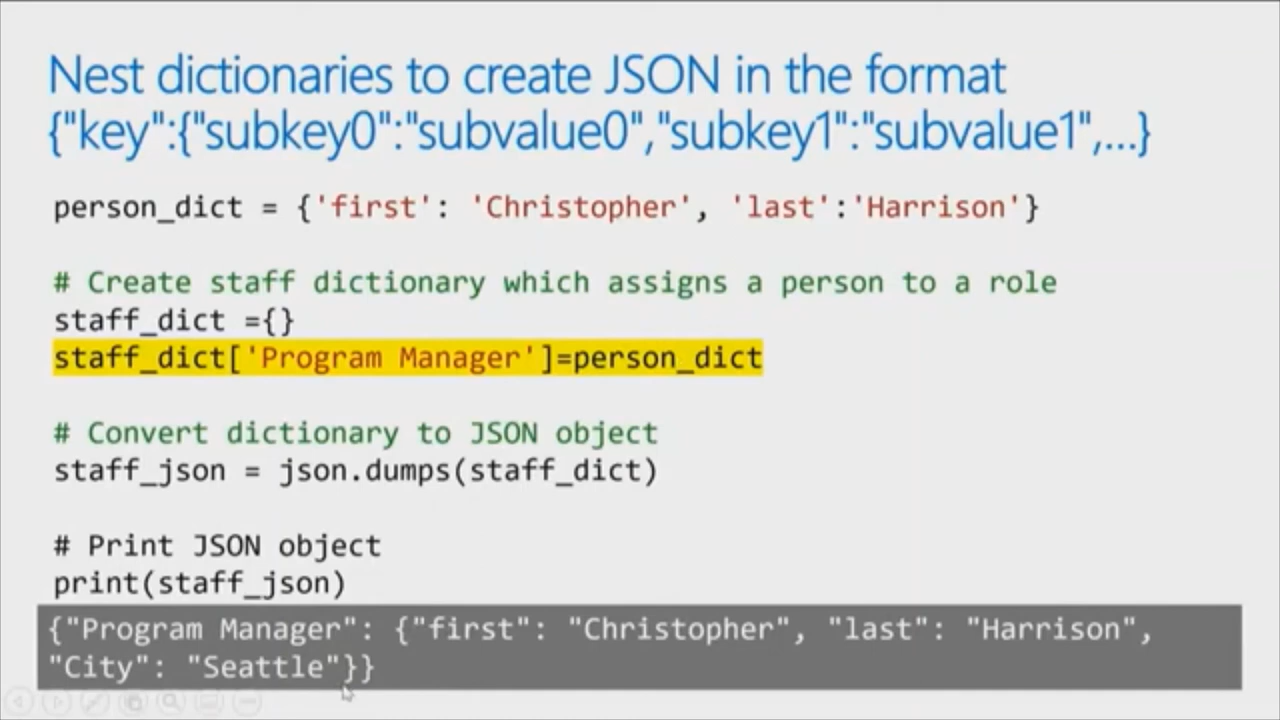 Nest dictionaries to create JSON in the format
{"key":{"subkey0":"subvalue0","subkey1":"subvalue1",...}
person_dict = {'first': 'Christopher', 'last':'Harrison'}
# Create staff dictionary which assigns a person to a role
staff_dict ={}
staff_dict['Program Manager']=person_dict
# Convert dictionary to JSON object
staff_json = json.dumps(staff_dict)
# Print JSON object
print(staff_json)
{"Program Manager": {"first": "Christopher", "last": "Harrison",
"City": "Seattle"}}